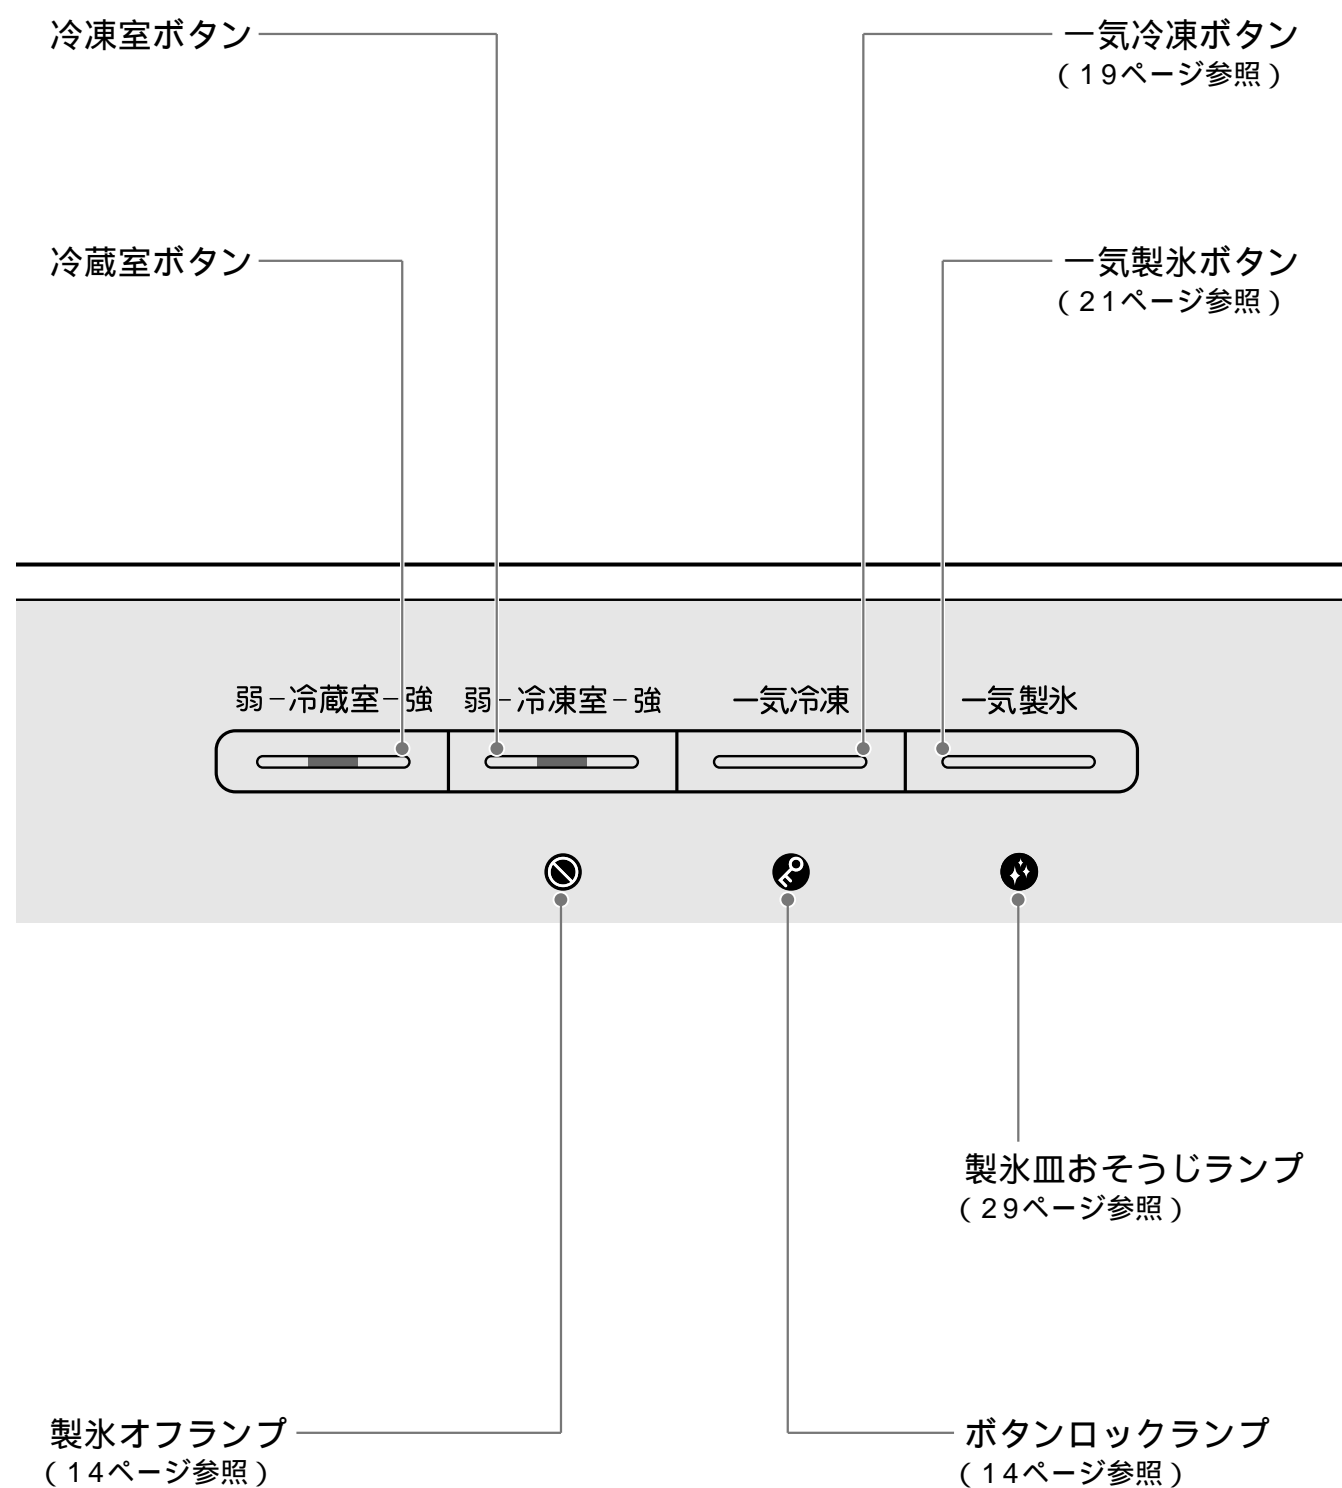 冷凍室ボタン
一気冷凍ボタン
（19ページ参照）
冷蔵室ボタン
一気製氷ボタン
（21ページ参照）
弱-冷蔵室-強
弱-冷凍室-強
一気冷凍
一気製氷
製氷皿おそうじランプ
（29ページ参照）
製氷オフランプ
（14ページ参照）
ボタンロックランプ
（14ページ参照）